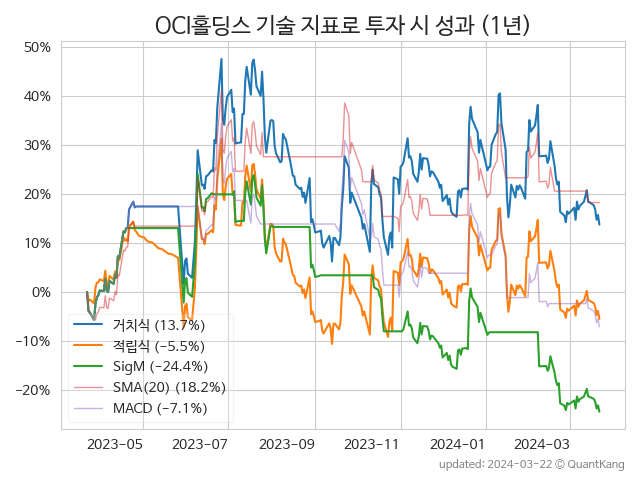 OCI홀딩스 기술 지표로 투자 시 성과 (1년)
50%
40%
30%
20%
10%
0%
−10%
−20%
거치식 (13.7%)
적립식 (−5.5%)
SigM (−24.4%)
SMA(20) (18.2%)
MACD (−7.1%)
2023-05 2023-07 2023-09 2023-11 2024-01 2024-03
updated: 2024-03-22 © QuantKang